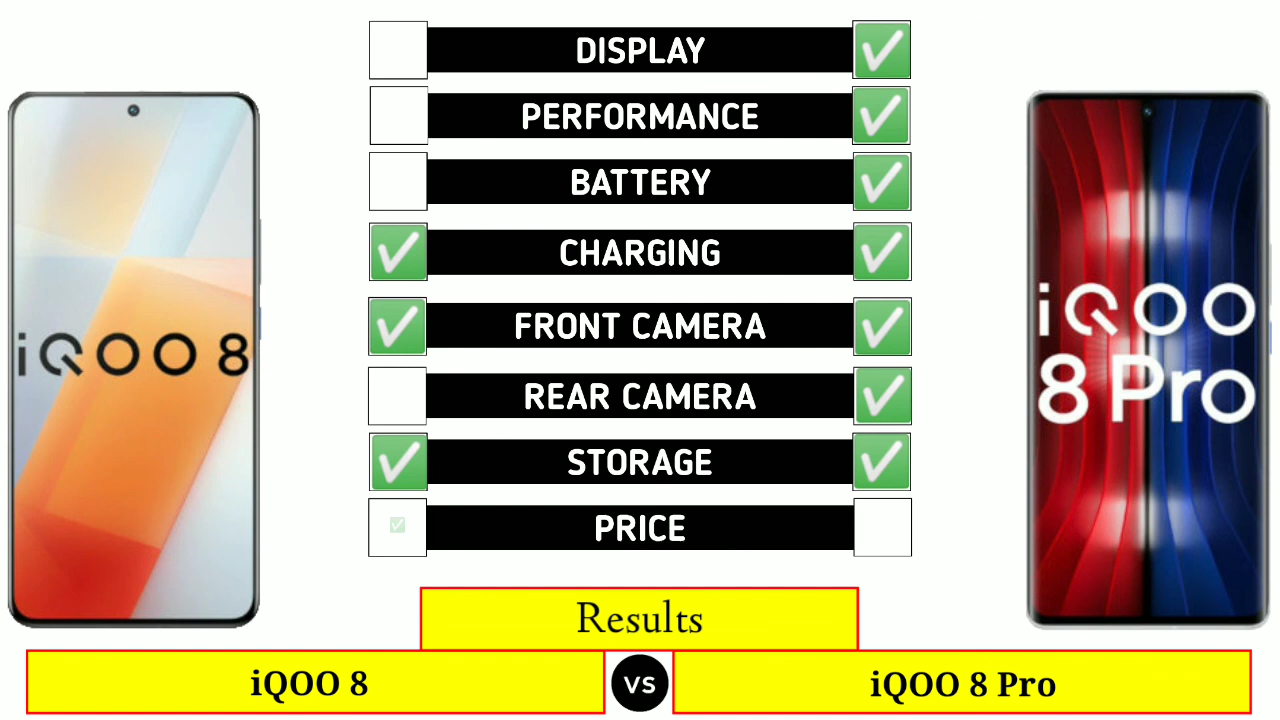 DISPLAY
PERFORMANCE
BATTERY
CHARGING
FRONT CAMERA
REAR CAMERA
STORAGE
PRICE
iQOO 8
iQOO
8 Pro
Results
iQOO 8
VS
iQOO 8 Pro